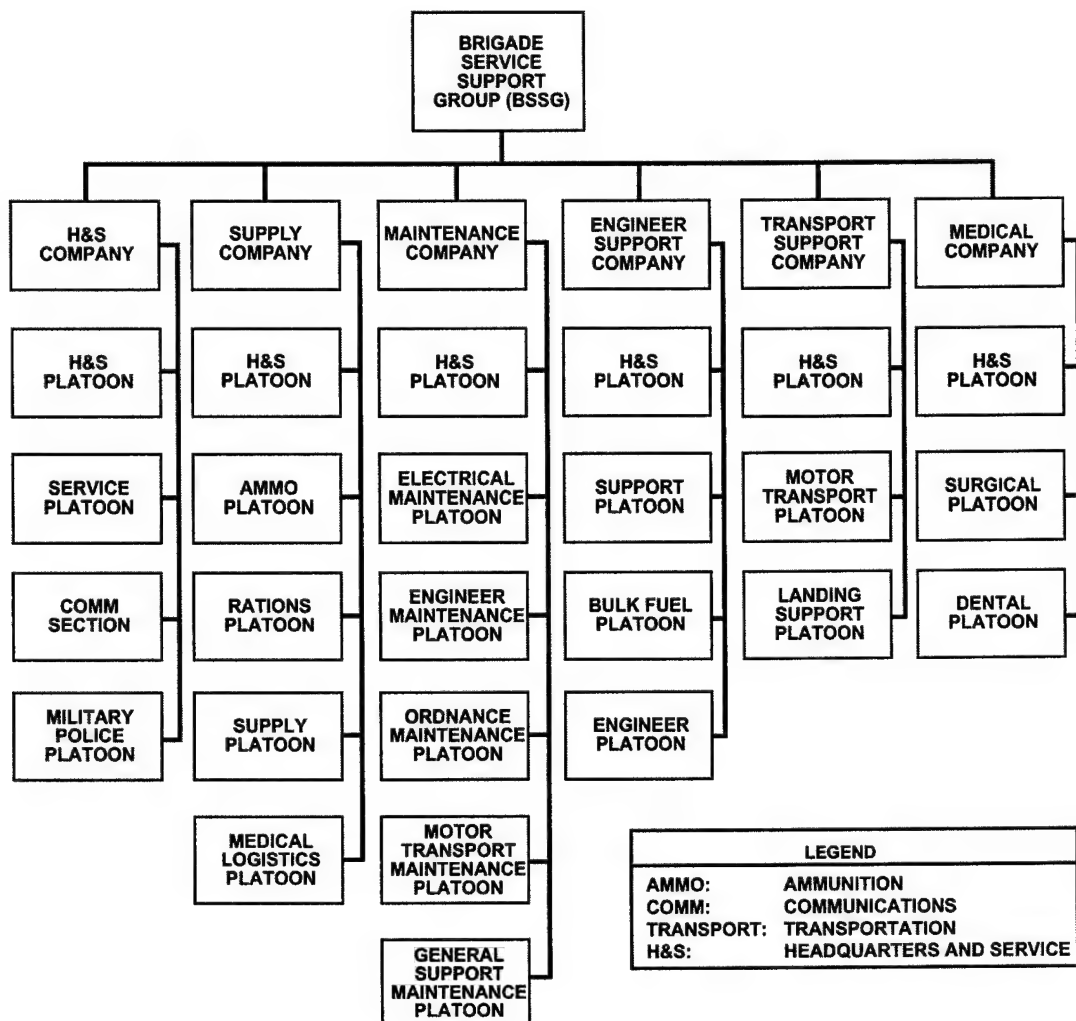 BRIGADE
SERVICE
SUPPORT
GROUP (BSSG)
H&S
COMPANY
SUPPLY
COMPANY
MAINTENANCE
COMPANY
ENGINEER
SUPPORT
COMPANY
TRANSPORT
SUPPORT
COMPANY
MEDICAL
COMPANY
H&S
PLATOON
H&S
PLATOON
H&S
PLATOON
H&S
PLATOON
H&S
PLATOON
H&S
PLATOON
SERVICE
PLATOON
AMMO
PLATOON
ELECTRICAL
MAINTENANCE
PLATOON
SUPPORT
PLATOON
MOTOR
TRANSPORT
PLATOON
SURGICAL
PLATOON
COMM
SECTION
RATIONS
PLATOON
ENGINEER
MAINTENANCE
PLATOON
BULK FUEL
PLATOON
LANDING
SUPPORT
PLATOON
DENTAL
PLATOON
MILITARY
POLICE
PLATOON
SUPPLY
PLATOON
ORDNANCE
MAINTENANCE
PLATOON
ENGINEER
PLATOON
MEDICAL
LOGISTICS
PLATOON
MOTOR
TRANSPORT
MAINTENANCE
PLATOON
GENERAL
SUPPORT
MAINTENANCE
PLATOON
LEGEND
AMMO: AMMUNITION
COMM: COMMUNICATIONS
TRANSPORT: TRANSPORTATION
H&S: HEADQUARTERS AND SERVICE